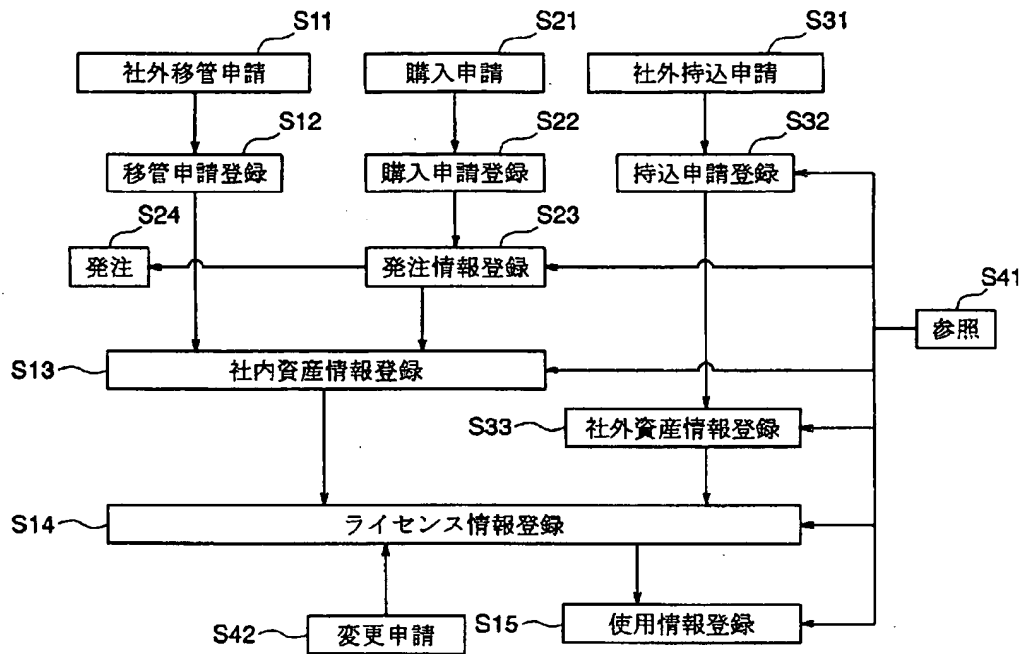 S11
社外移管申請
S21
購入申請
S31
社外持込申請
S12
移管申請登録
S22
購入申請登録
S32
持込申請登録
S24
発注
S23
発注情報登録
S41
参照
S13
社内資産情報登録
S33
社外資産情報登録
S14
ライセンス情報登録
S42
変更申請
S15
使用情報登録